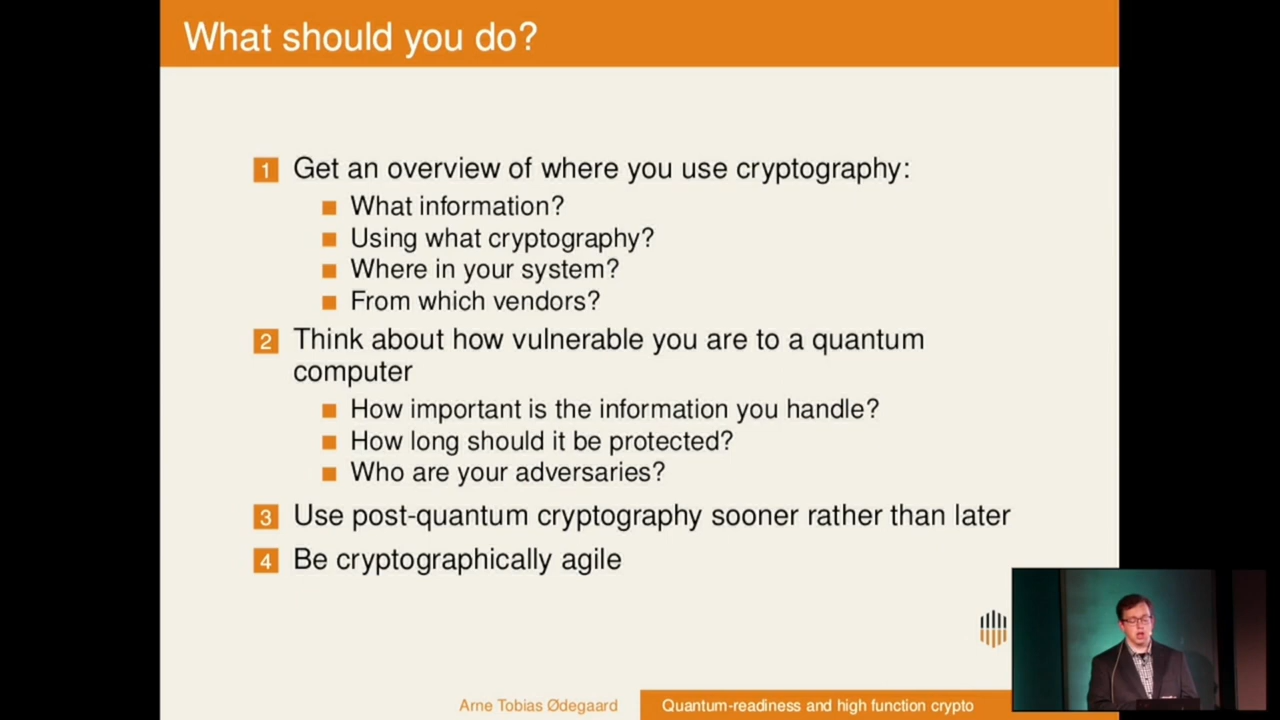 What should you do?
1 Get an overview of where you use cryptography:
What information?
Using what cryptography?
Where in your system?
From which vendors?
2 Think about how vulnerable you are to a quantum
computer
How important is the information you handle?
How long should it be protected?
Who are your adversaries?
3 Use post-quantum cryptography sooner rather than later
4 Be cryptographically agile
Arne Tobias Ødegaard
Quantum-readiness and high function crypto